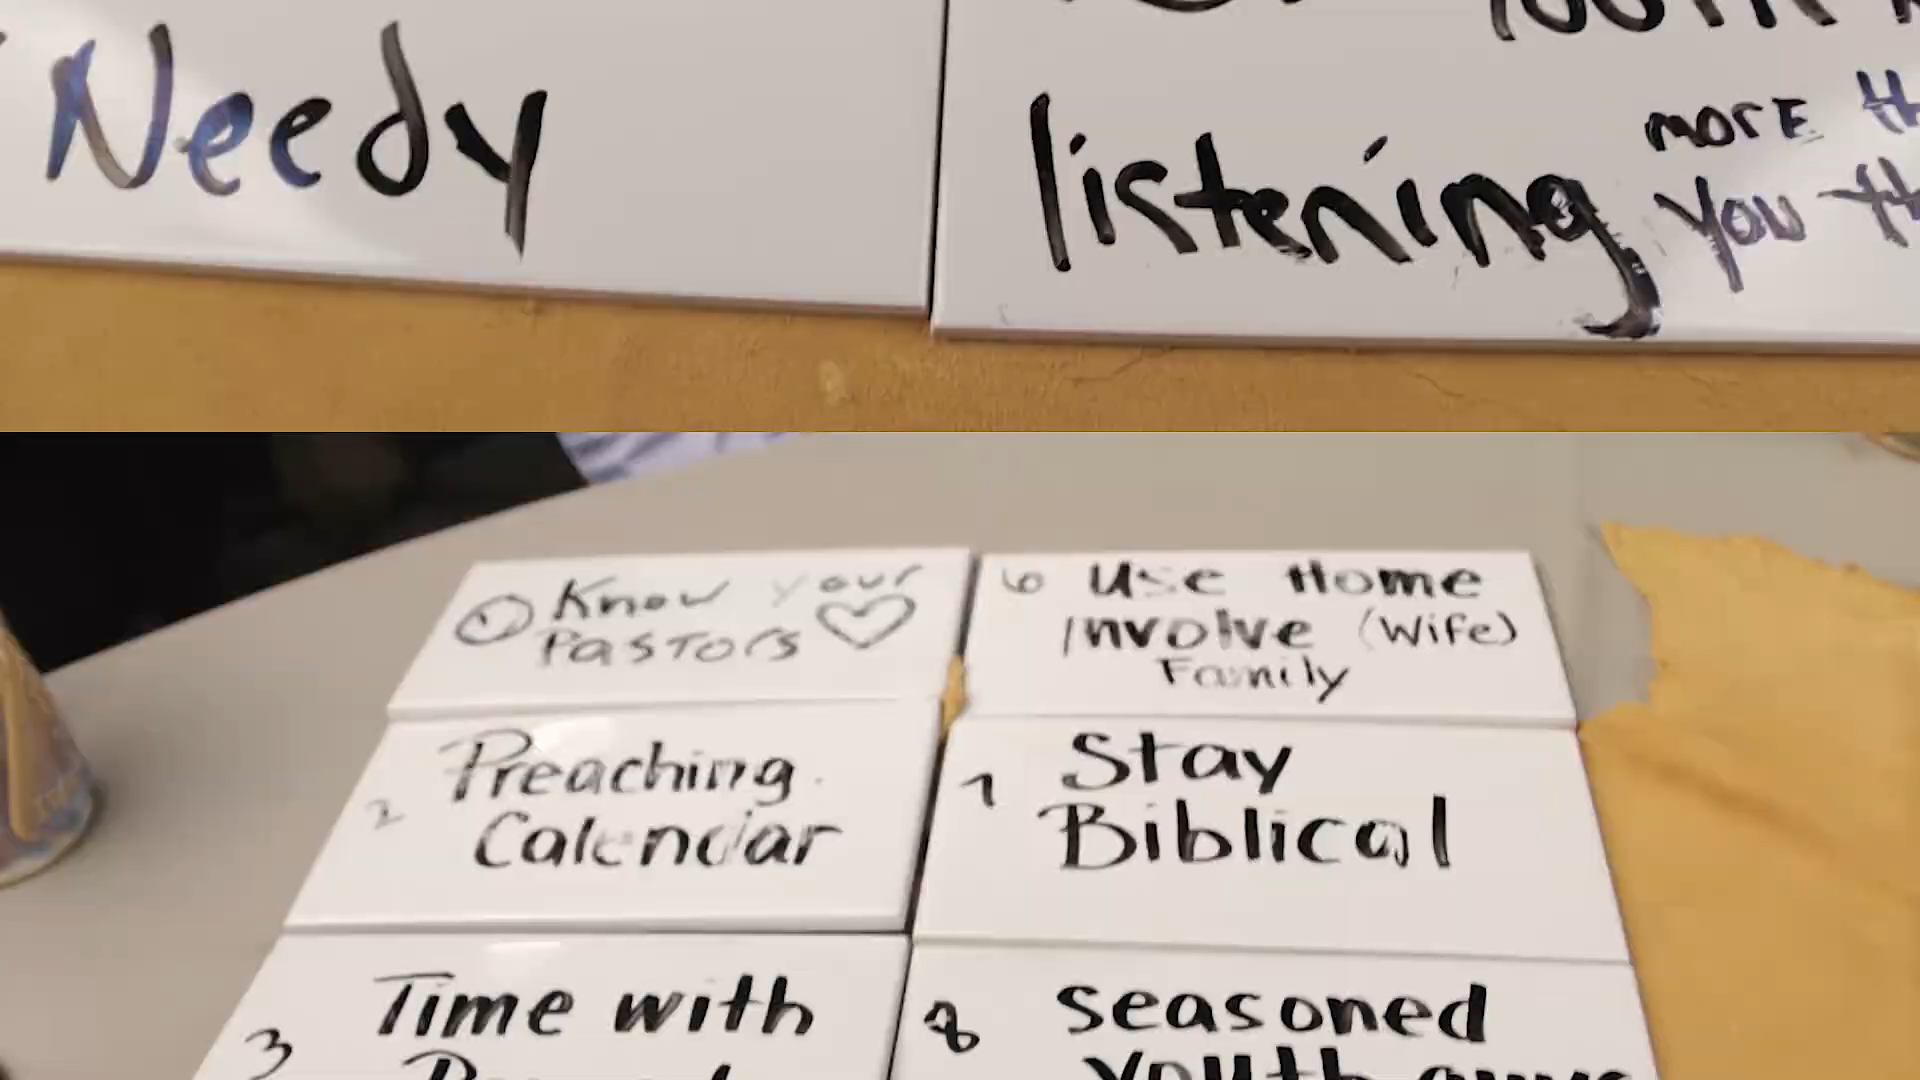 Needy
listening more
you
① Know your
Pastors
2 Preaching
Calendar
3 Time with
6 Use Home
Involve (Wife)
Family
7 Stay
Biblical
8 seasoned